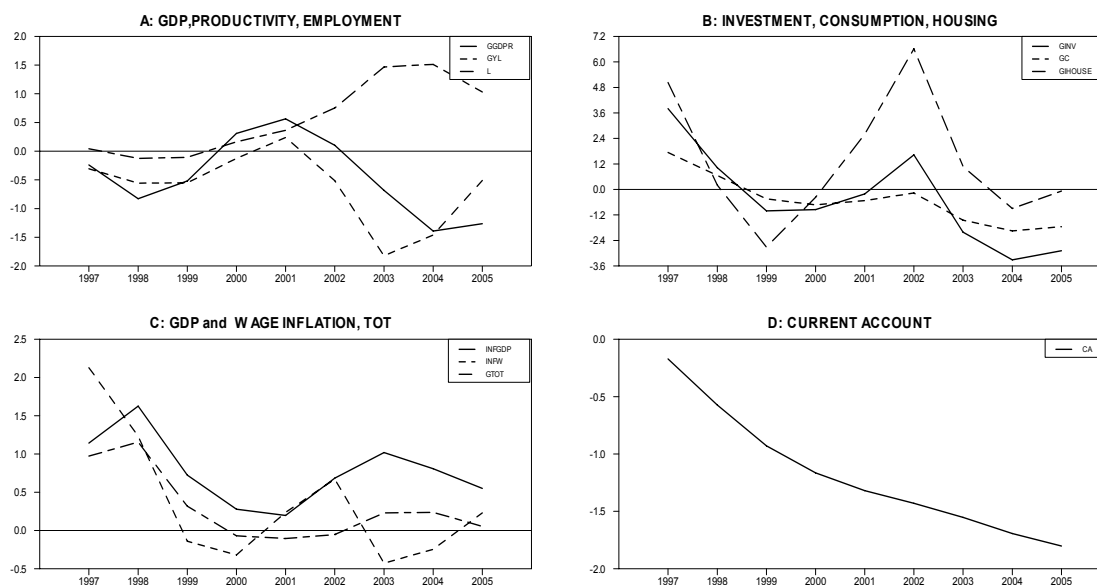 A: GDP,PRODUCTIVITY, EMPLOYMENT
GGDPR
GYL
L
2.0
1.5
1.0
0.5
0.0
-0.5
-1.0
-1.5
-2.0
1997 1998 1999 2000 2001 2002 2003 2004 2005
B: INVESTMENT, CONSUMPTION, HOUSING
GINV
GC
GIHOUSE
7.2
6.0
4.8
3.6
2.4
1.2
0.0
-1.2
-2.4
-3.6
1997 1998 1999 2000 2001 2002 2003 2004 2005
C: GDP and WAGE INFLATION, TOT
INFGDP
INFW
GTOT
2.5
2.0
1.5
1.0
0.5
0.0
-0.5
1997 1998 1999 2000 2001 2002 2003 2004 2005
D: CURRENT ACCOUNT
CA
0.0
-0.5
-1.0
-1.5
-2.0
1997 1998 1999 2000 2001 2002 2003 2004 2005